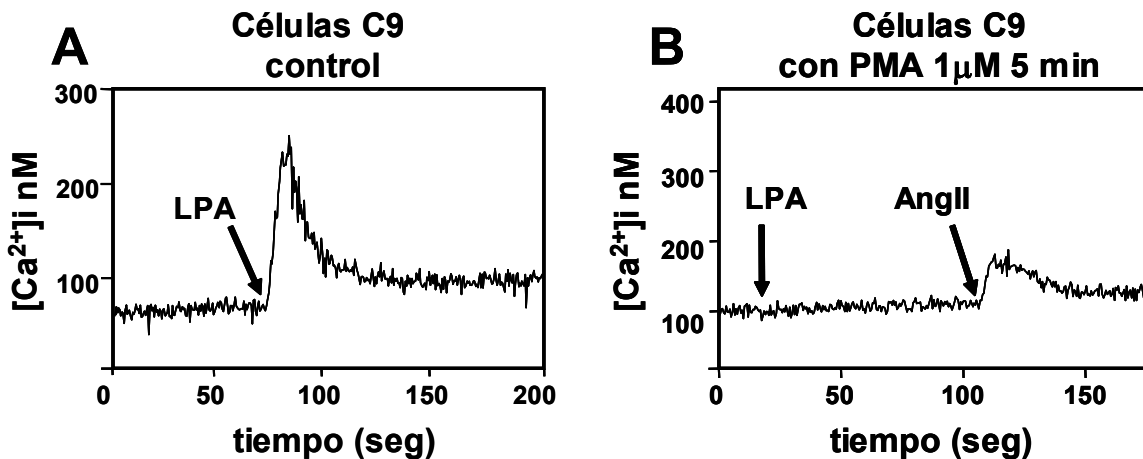 A
Células C9
control
300
200
100
[Ca²⁺]i nM
LPA
0
50
100
150
200
tiempo (seg)
B
Células C9
con PMA 1μM 5 min
400
300
200
100
[Ca²⁺]i nM
LPA
AngII
0
50
100
150
tiempo (seg)